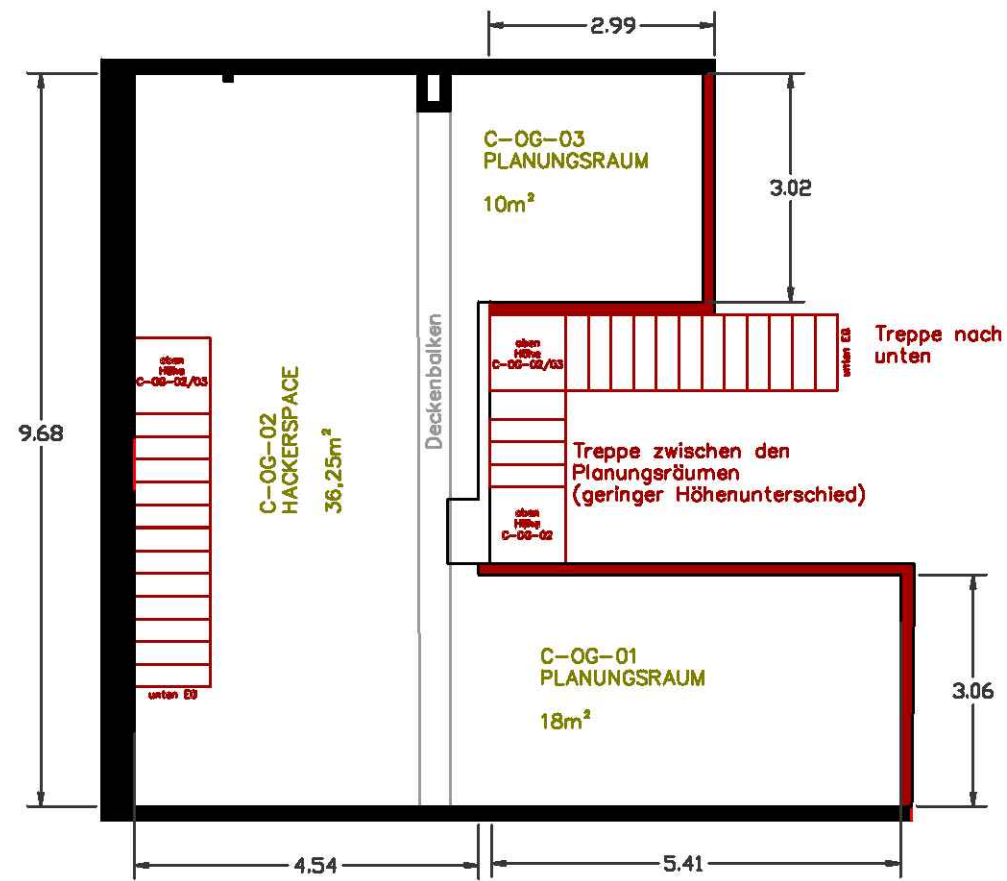 2.99
C-OG-03
PLANUNGSRAUM
10m²
3.02
9.68
oben
Höhe
C-OG-02/03
C-OG-02
HACKERSPACE
36,25m²
Deckenbalken
oben
Höhe
C-OG-02/03
unten EG
Treppe nach
unten
Treppe zwischen den
Planungsräumen
(geringer Höhenunterschied)
oben
Höhe
C-OG-02
unten EG
C-OG-01
PLANUNGSRAUM
18m²
3.06
4.54
5.41